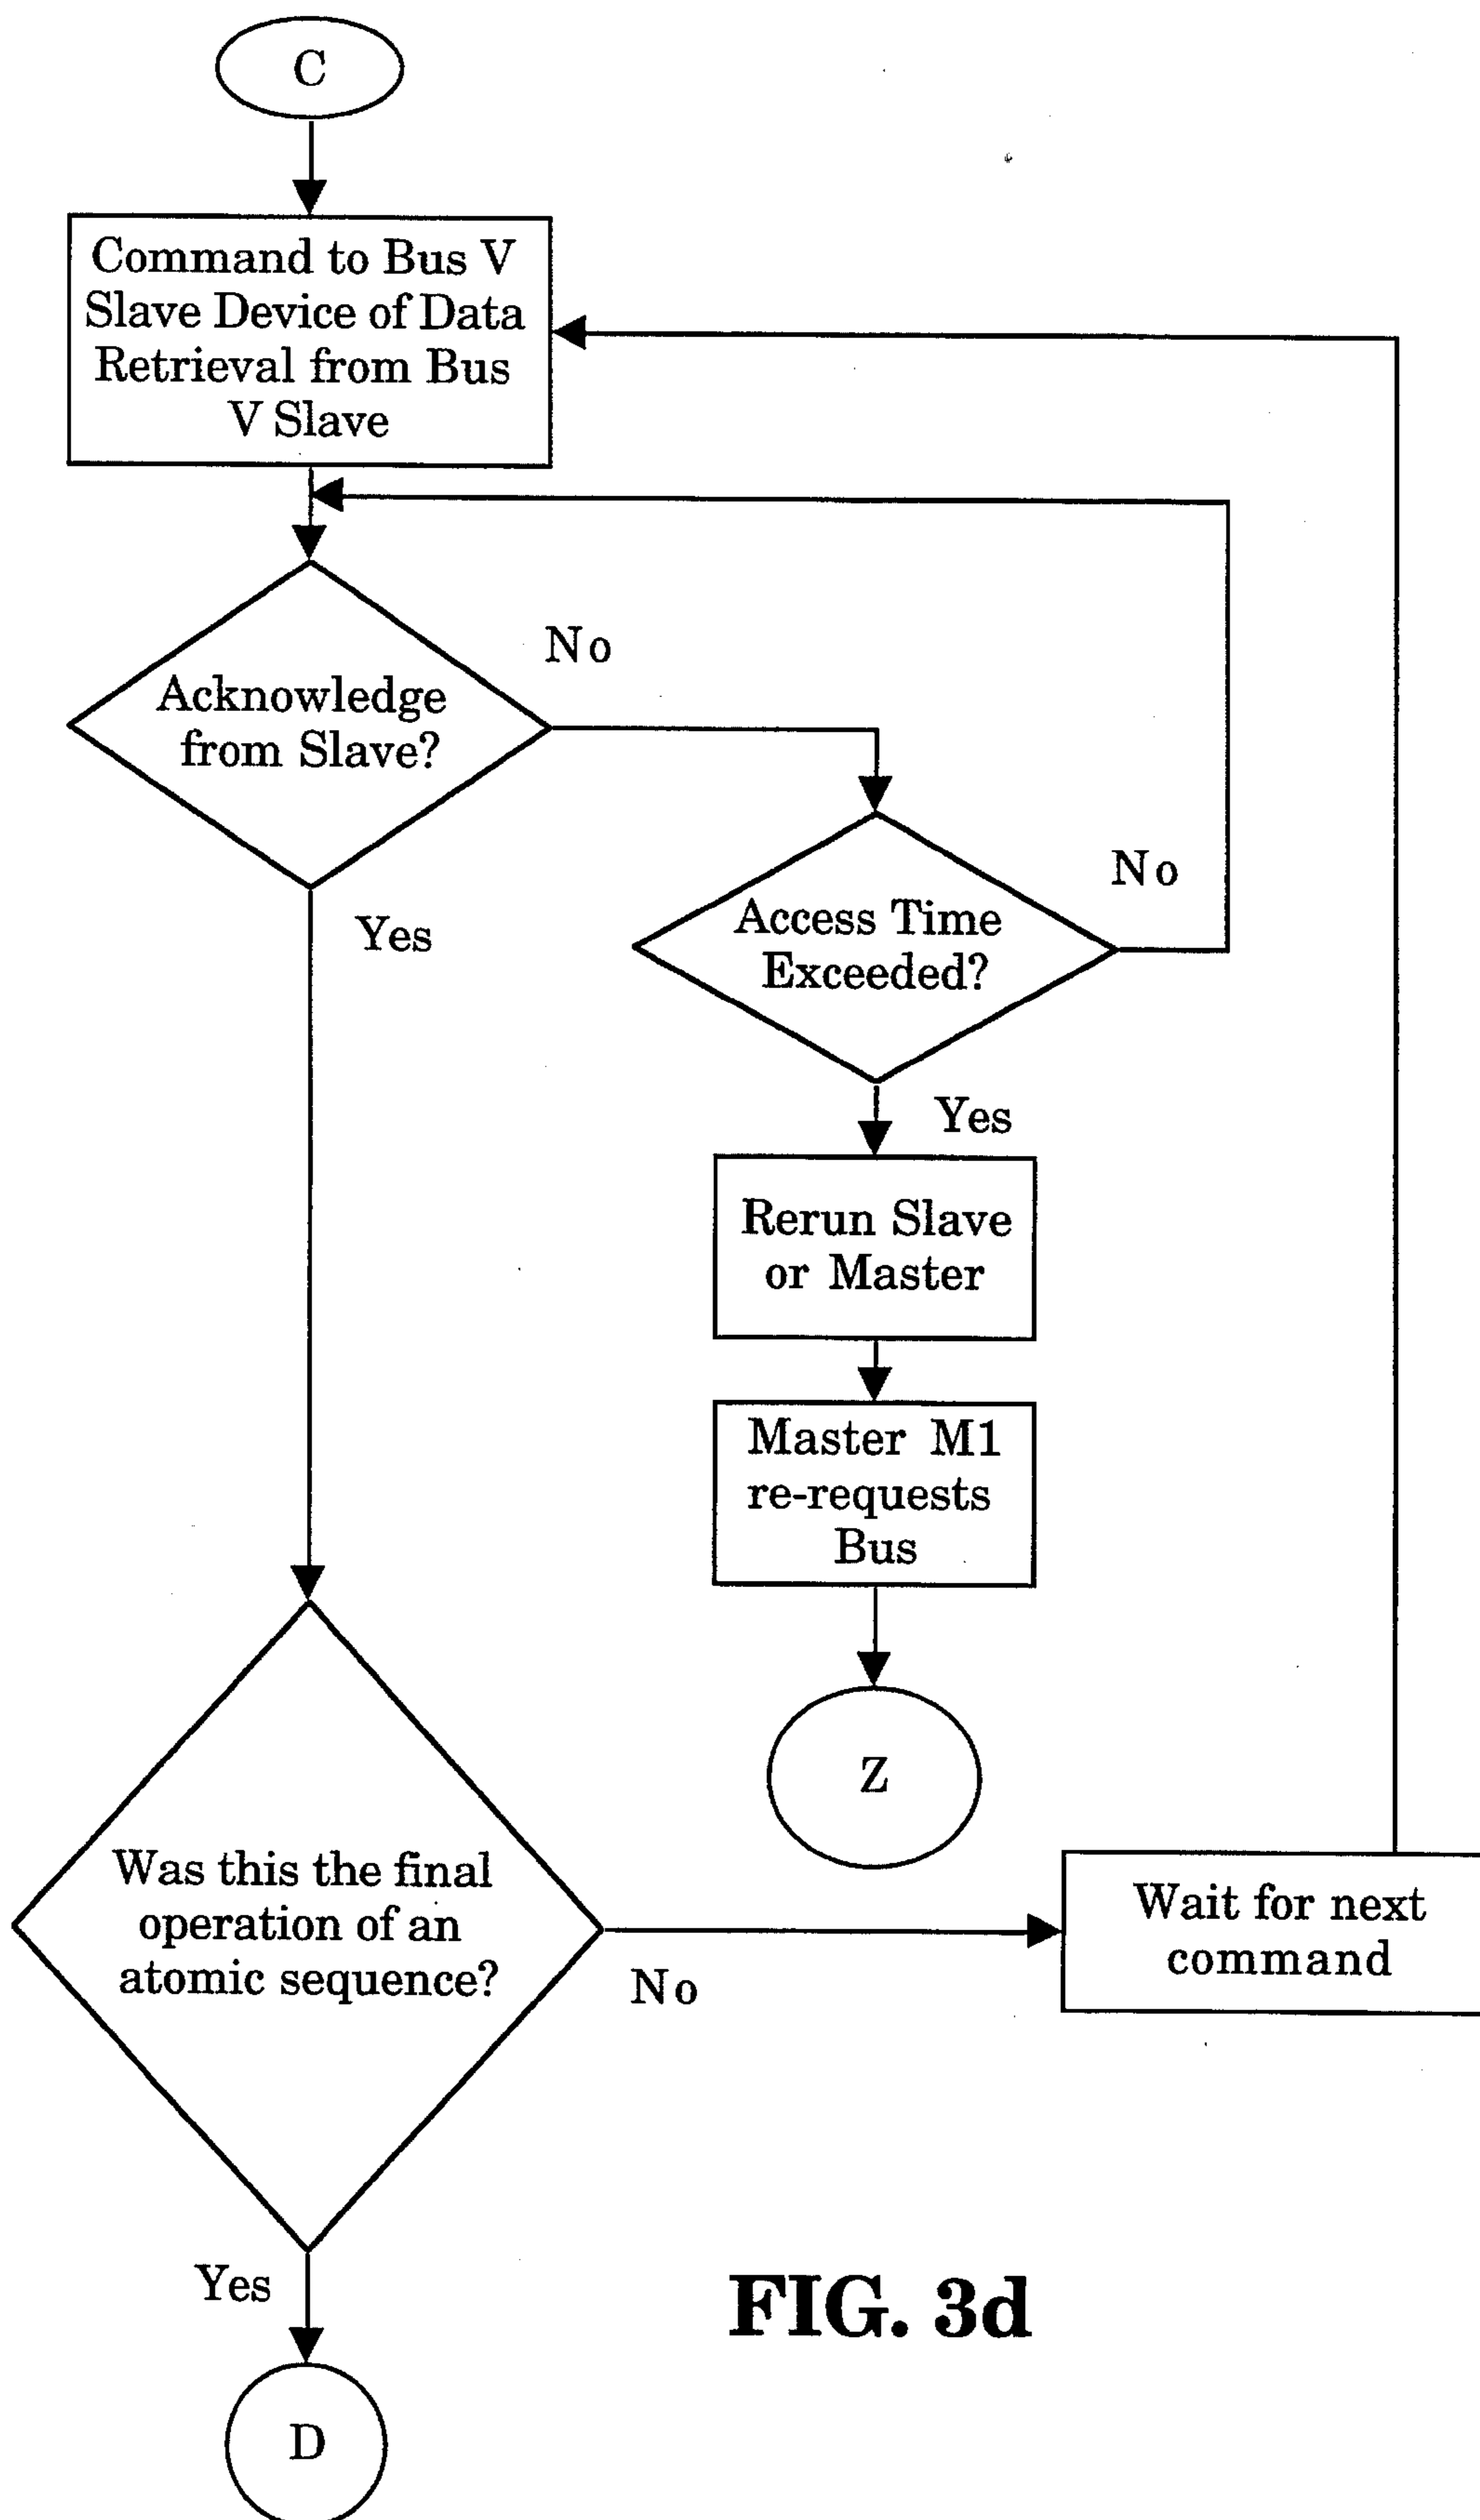 C
Command to Bus V
Slave Device of Data
Retrieval from Bus
V Slave
No
Acknowledge
from Slave?
Yes
No
Access Time
Exceeded?
Yes
Rerun Slave
or Master
Master M1
re-requests
Bus
Z
Was this the final
operation of an
atomic sequence?
No
Wait for next
command
Yes
D
FIG. 3d